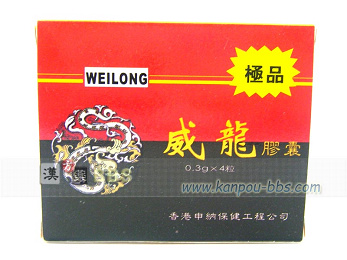 WEILONG
極品
威龍
膠囊
0.3g×4粒
漢
www.kanpou-bbs.com
香港申納保健工程公司